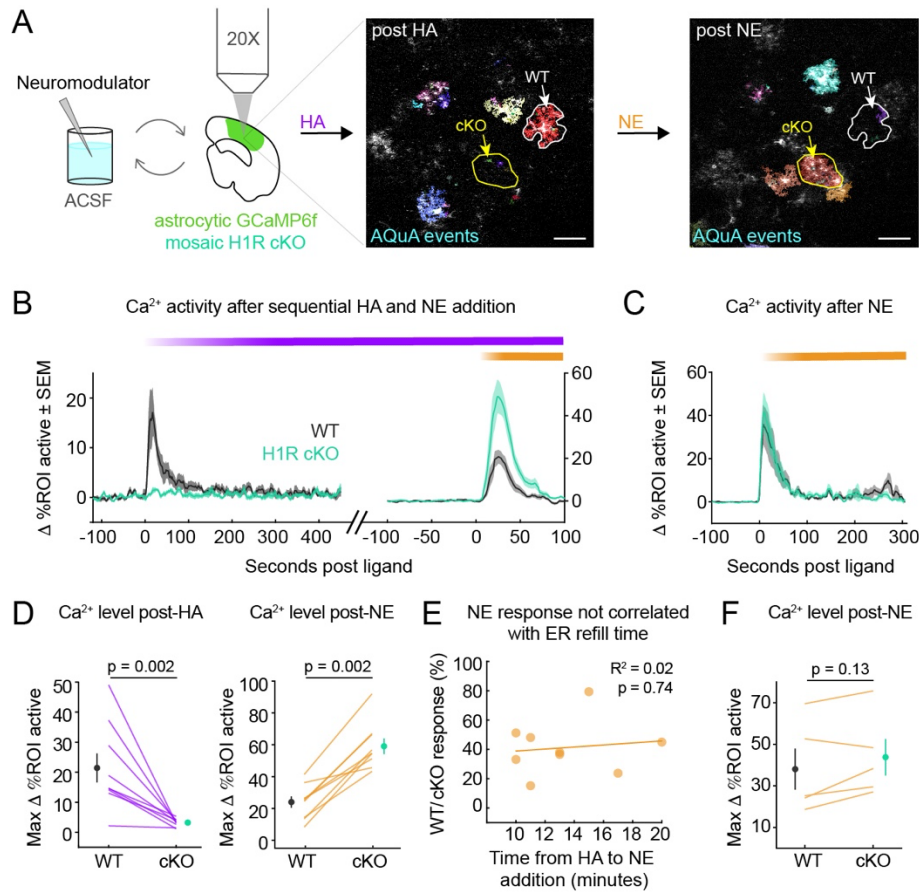 A
Neuromodulator
ACSF
20X
astrocytic GCaMP6f
mosaic H1R cKO
HA
post HA
WT
cKO
AQuA events
NE
post NE
WT
cKO
AQuA events
B
Ca²⁺ activity after sequential HA and NE addition
Δ %ROI active ± SEM
20
10
0
WT
H1R cKO
60
40
20
0
-100 0 100 200 300 400
-100 -50 0 50 100
Seconds post ligand
Seconds post ligand
C
Ca²⁺ activity after NE
Δ %ROI active ± SEM
60
40
20
0
-100 0 100 200 300
Seconds post ligand
D
Ca²⁺ level post-HA
p = 0.002
Max Δ %ROI active
50
40
30
20
10
0
WT cKO
Ca²⁺ level post-NE
p = 0.002
Max Δ %ROI active
100
80
60
40
20
0
WT cKO
E
NE response not correlated
with ER refill time
R² = 0.02
p = 0.74
WT/cKO response (%)
100
80
60
40
20
0
10 12 14 16 18 20
Time from HA to NE
addition (minutes)
F
Ca²⁺ level post-NE
p = 0.13
Max Δ %ROI active
70
50
30
10
WT cKO